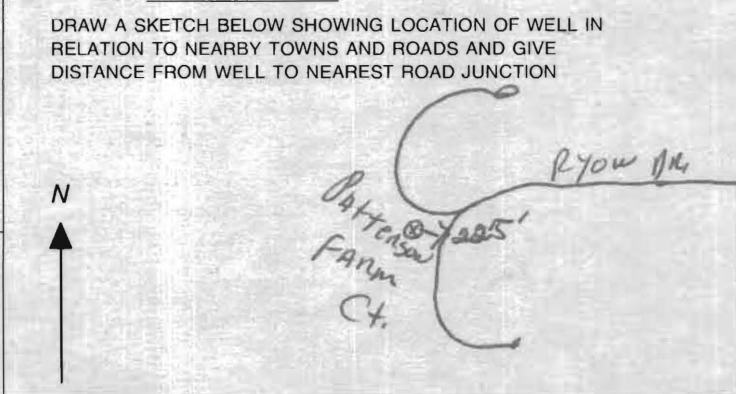 DRAW A SKETCH BELOW SHOWING LOCATION OF WELL IN
RELATION TO NEARBY TOWNS AND ROADS AND GIVE
DISTANCE FROM WELL TO NEAREST ROAD JUNCTION
N
Ryow Dr
Patterson
225'
FArm
Ct.